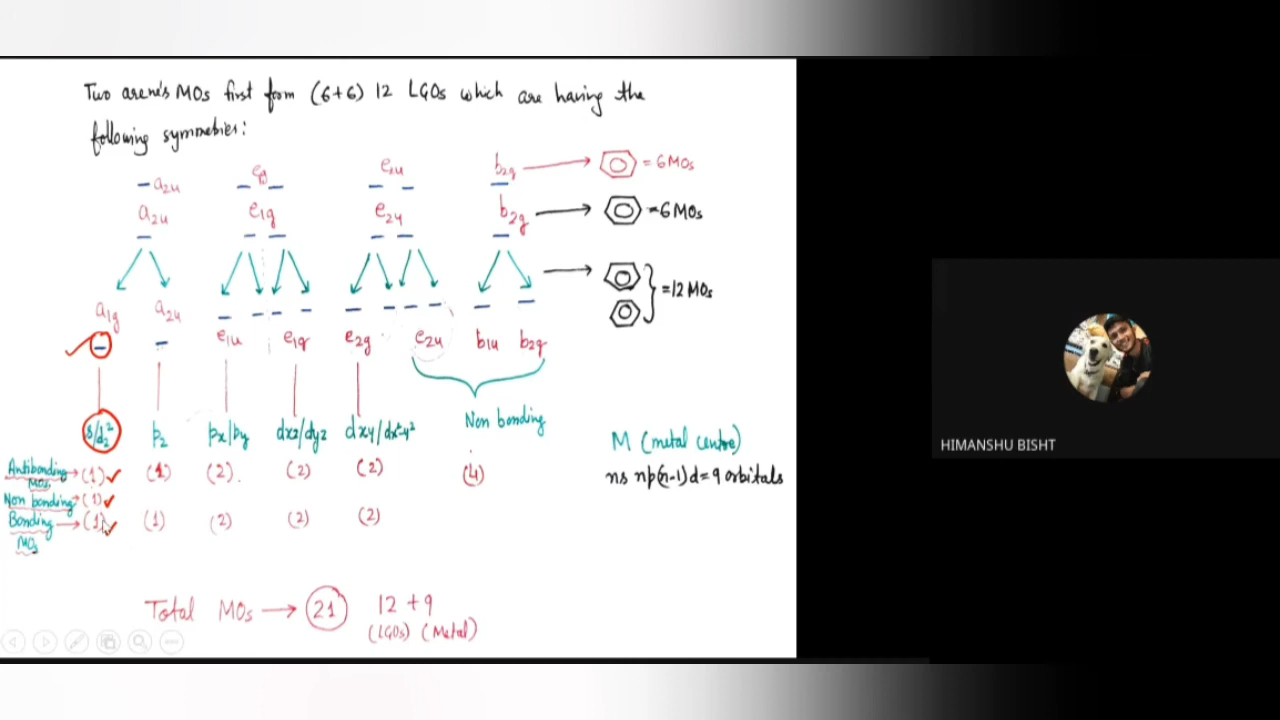 Two arene's MOs first form (6+6) 12 LGOs which are having the
following symmetries:
a2u eg e2u b2g = 6 MOs
a2u e1g e2u b2g = 6 MOs
= 12 MOs
a1g a2u e1u e1g e2g e2u b1u b2g
s/dz² pz px/py dxz/dyz dxy/dx²-y² Non bonding
M (metal centre)
ns np (n-1)d = 9 orbitals
Antibonding MOs (1) (1) (2) (2) (2) (4)
Non bonding (1)
Bonding MOs (1) (1) (2) (2) (2)
Total MOs → 21 12 + 9
(LGOs) (Metal)
HIMANSHU BISHT